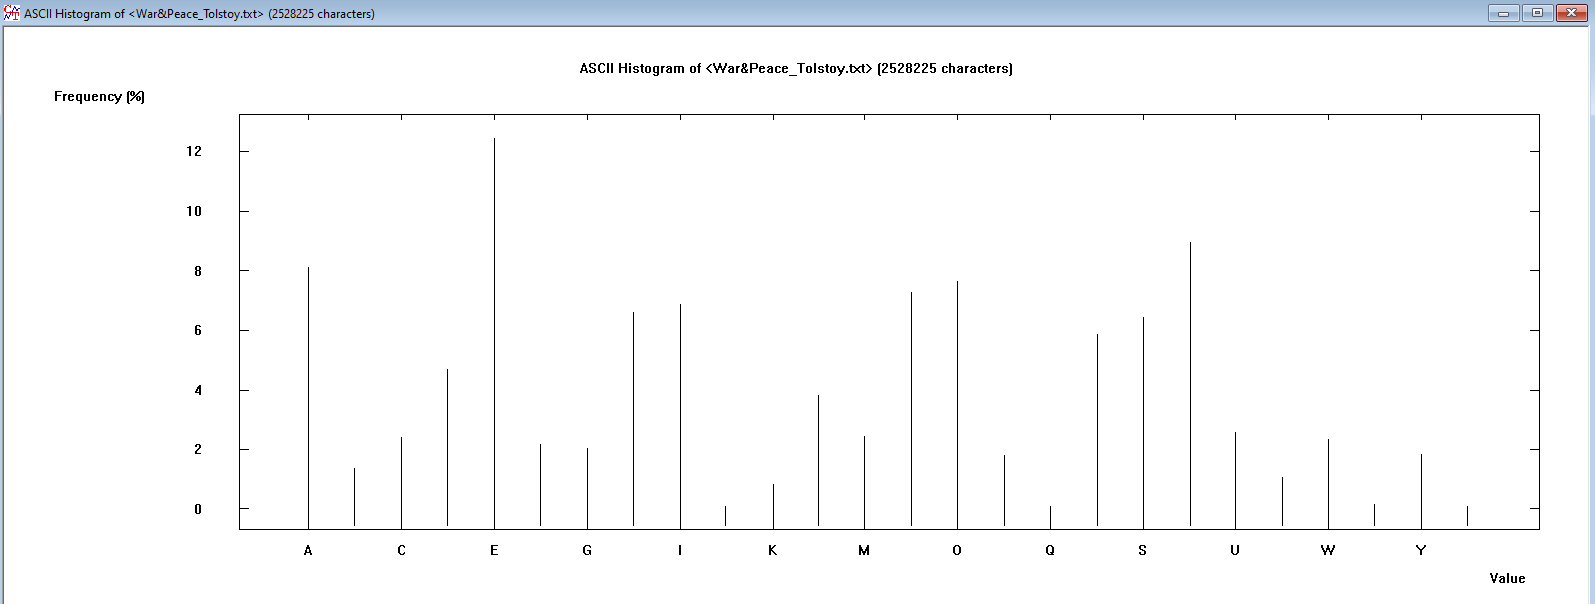 ASCII Histogram of <War&Peace_Tolstoy.txt> (2528225 characters)
ASCII Histogram of <War&Peace_Tolstoy.txt> (2528225 characters)
Frequency (%)
12
10
8
6
4
2
0
A C E G I K M O Q S U W Y
Value